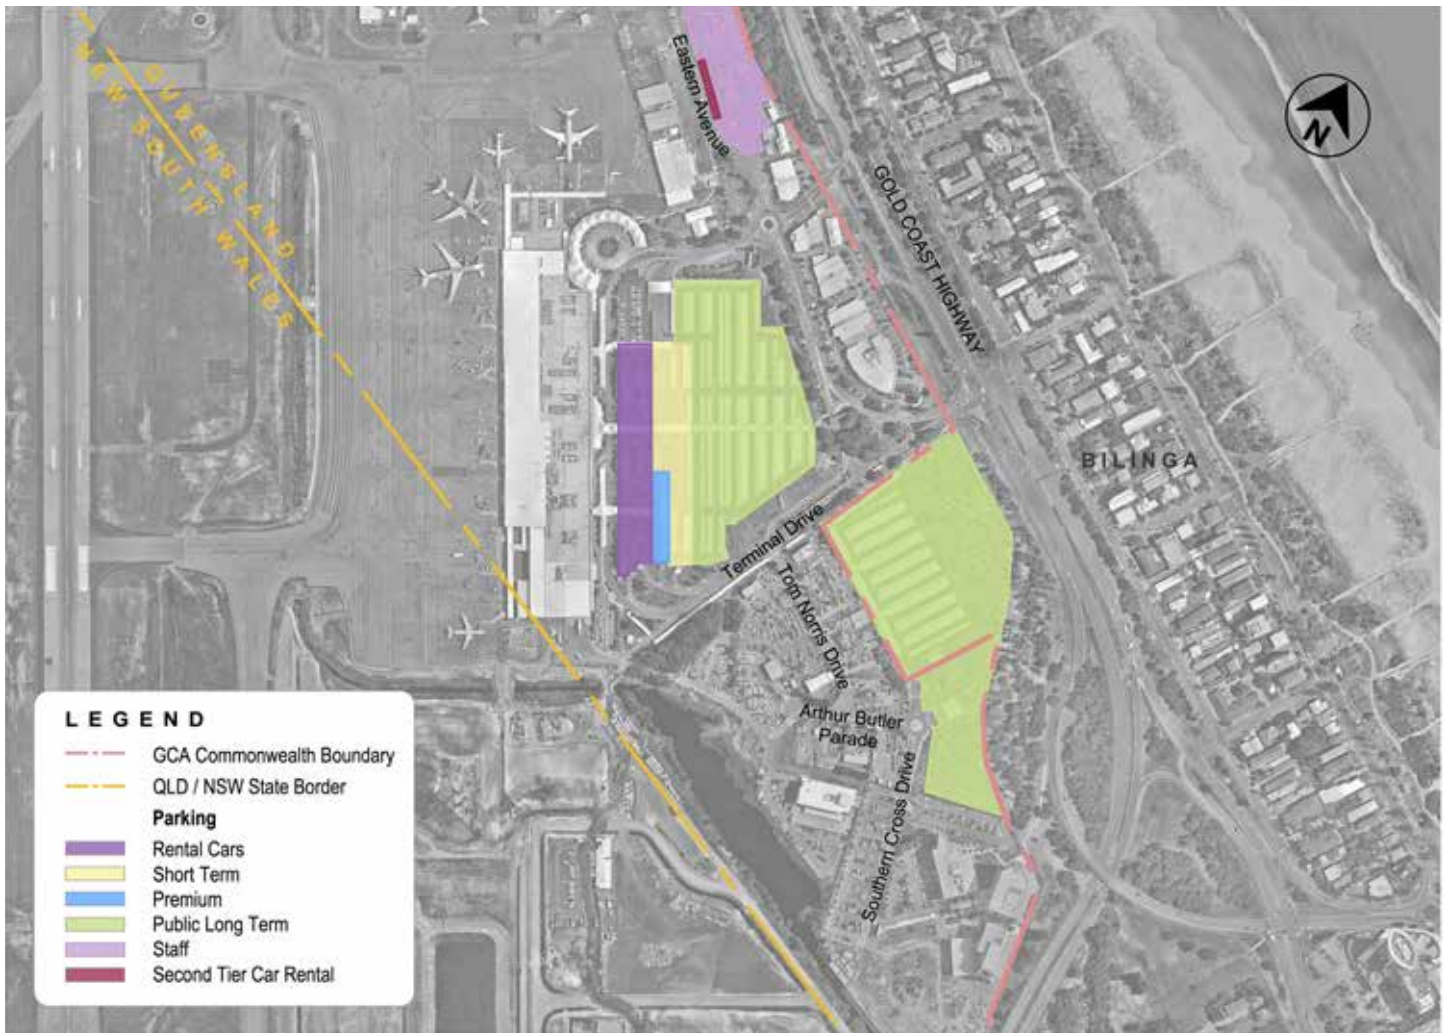 QUEENSLAND
NEW SOUTH WALES
Eastern Avenue
N
GOLD COAST HIGHWAY
BILINGA
Terminal Drive
Tom Norris Drive
Arthur Butler
Parade
Southern Cross Drive
LEGEND
GCA Commonwealth Boundary
QLD / NSW State Border
Parking
Rental Cars
Short Term
Premium
Public Long Term
Staff
Second Tier Car Rental